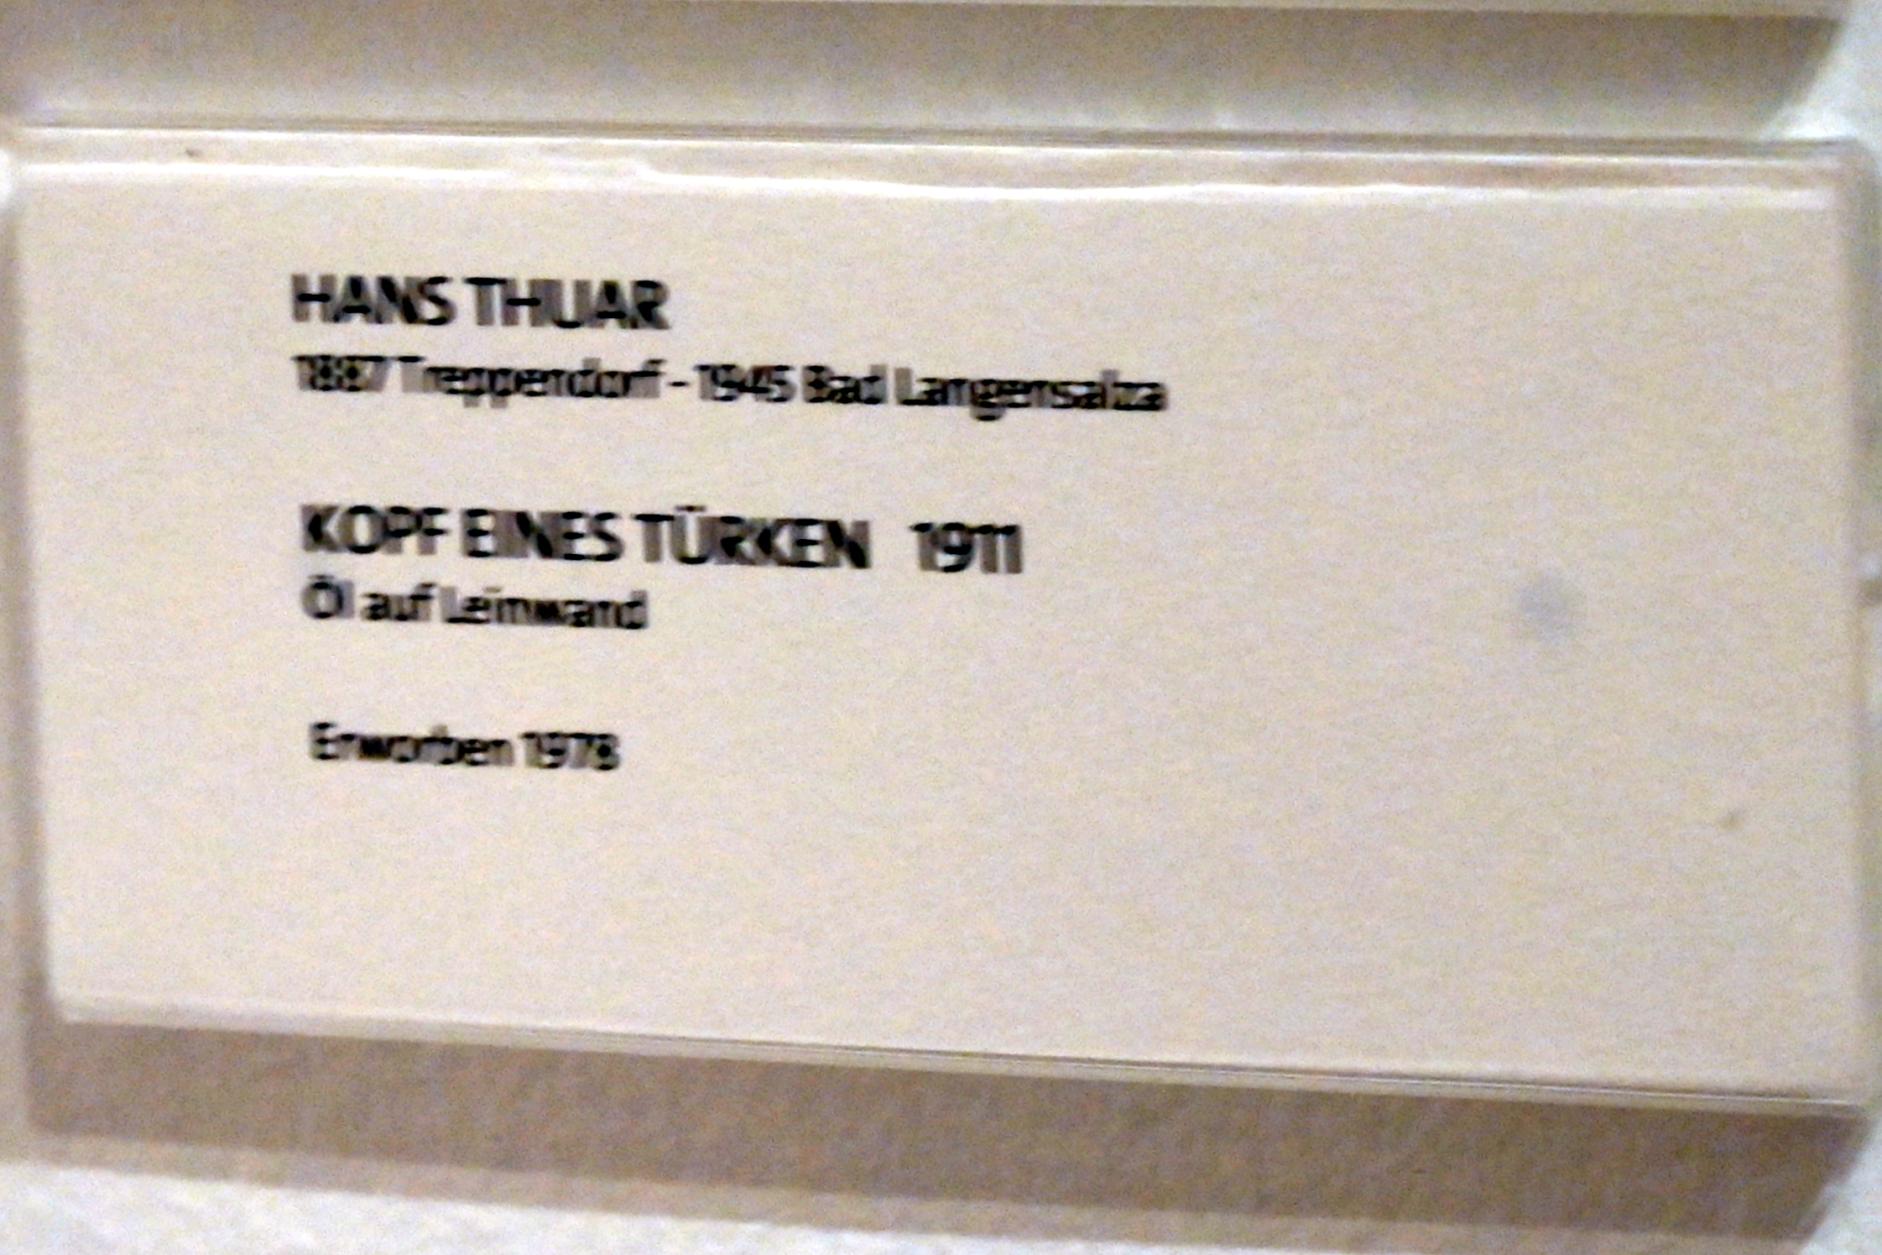 HANS THUAR
1887 Treppendorf - 1945 Bad Langensalza
KOPF EINES TÜRKEN 1911
Öl auf Leinwand
Erworben 1978